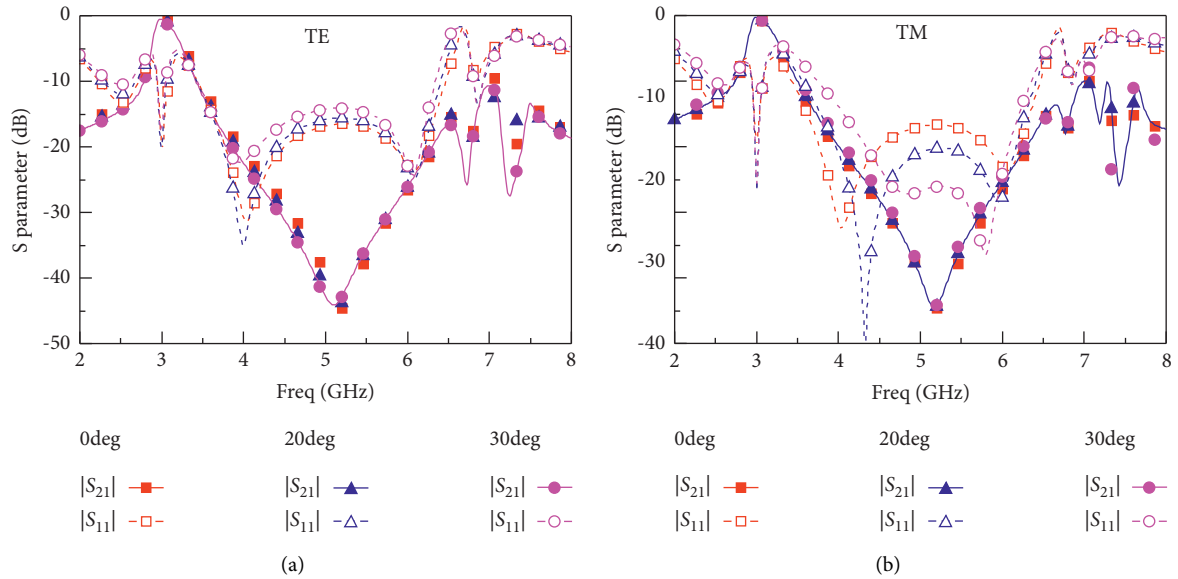 TE
S parameter (dB)
0
-10
-20
-30
-40
-50
2 3 4 5 6 7 8
Freq (GHz)
0deg 20deg 30deg
|S21| |S21| |S21|
|S11| |S11| |S11|
(a)
TM
S parameter (dB)
0
-10
-20
-30
-40
2 3 4 5 6 7 8
Freq (GHz)
0deg 20deg 30deg
|S21| |S21| |S21|
|S11| |S11| |S11|
(b)